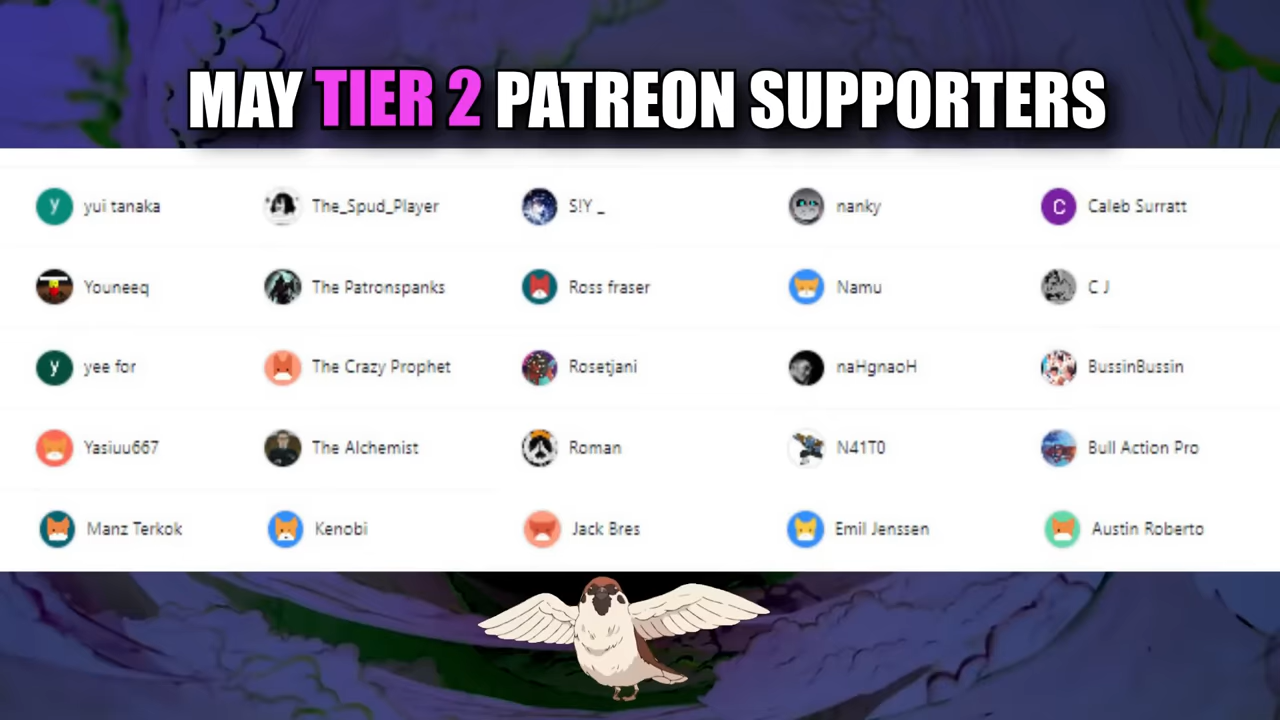 MAY TIER 2 PATREON SUPPORTERS
y yui tanaka The_Spud_Player S!Y _ nanky C Caleb Surratt
Youneeq The Patronspanks Ross fraser Namu C J
y yee for The Crazy Prophet Rosetjani naHgnaoH BussinBussin
Yasiuu667 The Alchemist Roman N41T0 Bull Action Pro
Manz Terkok Kenobi Jack Bres Emil Jenssen Austin Roberto